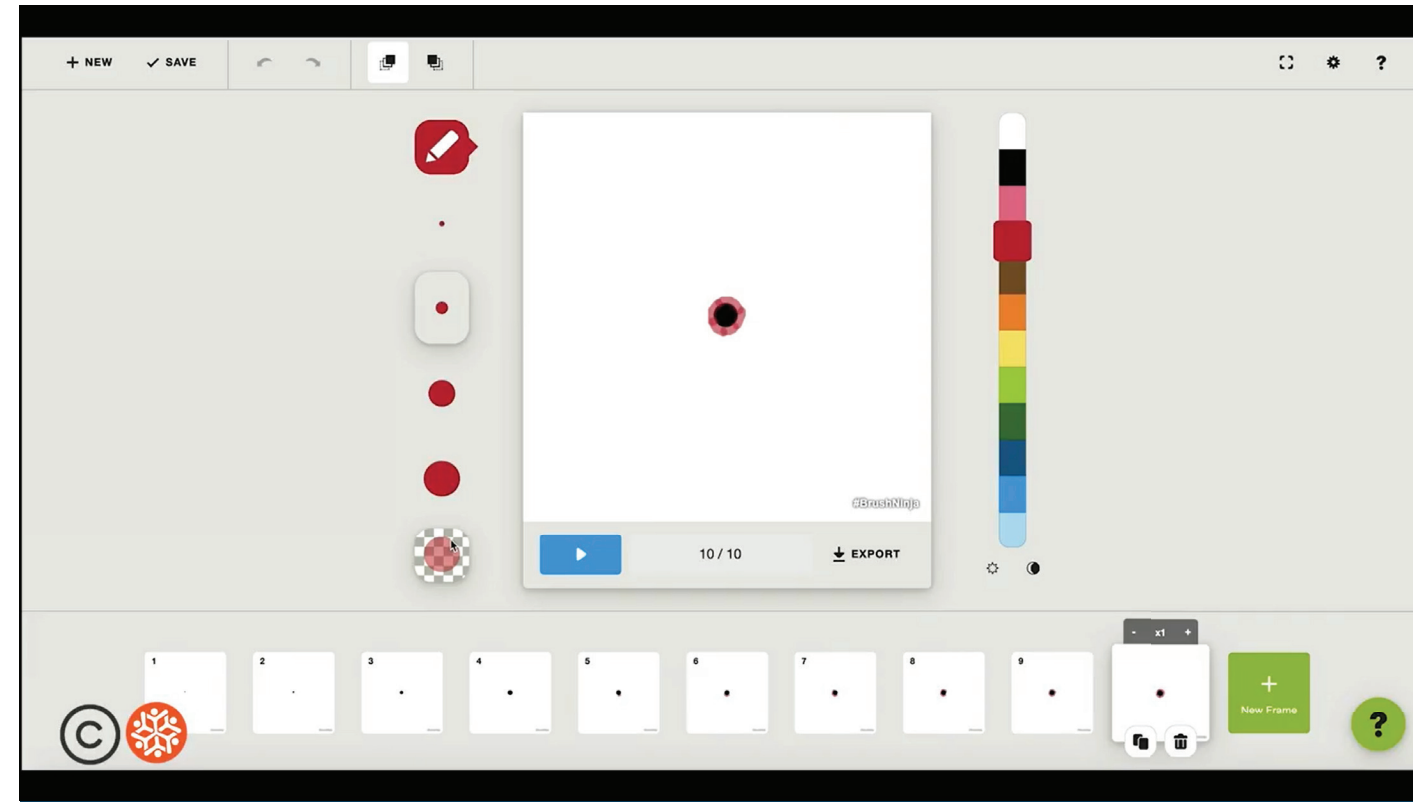 + NEW
✓ SAVE
?
#BrushNinja
10 / 10
EXPORT
- x1 +
1
2
3
4
5
6
7
8
9
+
New Frame
©
?